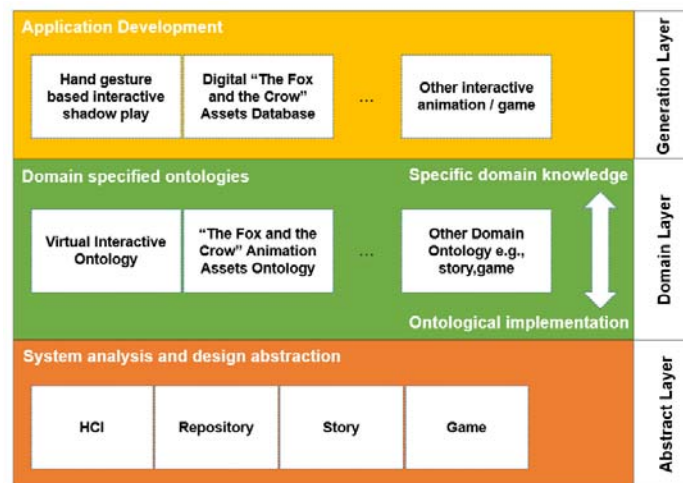 Application Development
Hand gesture
based interactive
shadow play
Digital “The Fox
and the Crow”
Assets Database
...
Other interactive
animation / game
Generation Layer
Domain specified ontologies
Specific domain knowledge
Virtual Interactive
Ontology
“The Fox and the
Crow” Animation
Assets Ontology
...
Other Domain
Ontology e.g.,
story,game
Ontological implementation
Domain Layer
System analysis and design abstraction
HCI
Repository
Story
Game
Abstract Layer